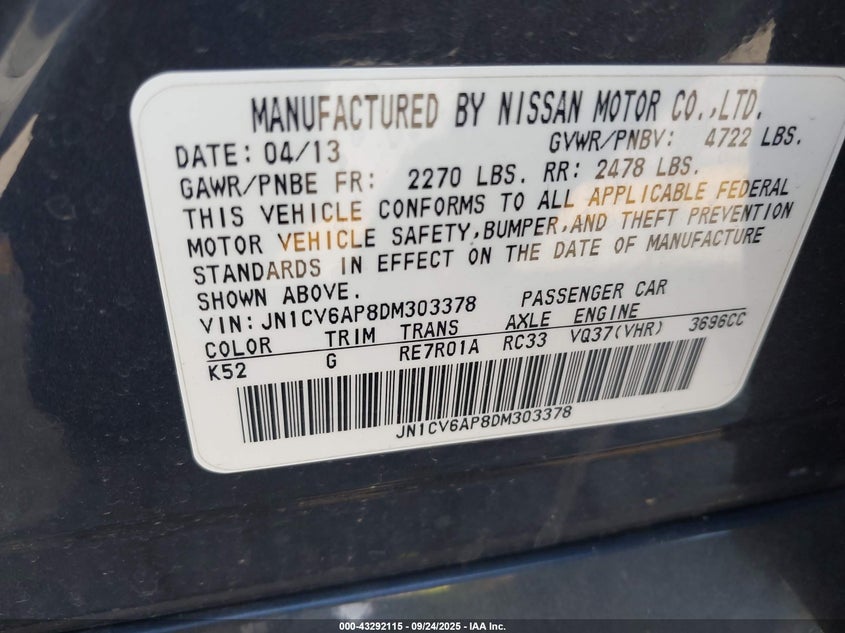 MANUFACTURED BY NISSAN MOTOR CO.,LTD.
DATE: 04/13 GVWR/PNBV: 4722 LBS.
GAWR/PNBE FR: 2270 LBS. RR: 2478 LBS.
THIS VEHICLE CONFORMS TO ALL APPLICABLE FEDERAL
MOTOR VEHICLE SAFETY,BUMPER,AND THEFT PREVENTION
STANDARDS IN EFFECT ON THE DATE OF MANUFACTURE
SHOWN ABOVE.
VIN: JN1CV6AP8DM303378 PASSENGER CAR
COLOR TRIM TRANS AXLE ENGINE
K52 G RE7R01A RC33 VQ37(VHR) 3696CC
JN1CV6AP8DM303378
000-43292115 - 09/24/2025 - IAA Inc.